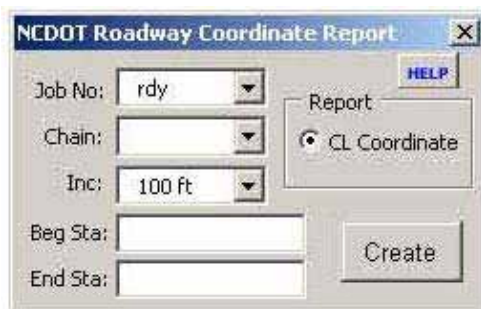 NCDOT Roadway Coordinate Report
HELP
Job No: rdy
Report
Chain:
CL Coordinate
Inc: 100 ft
Beg Sta:
Create
End Sta: